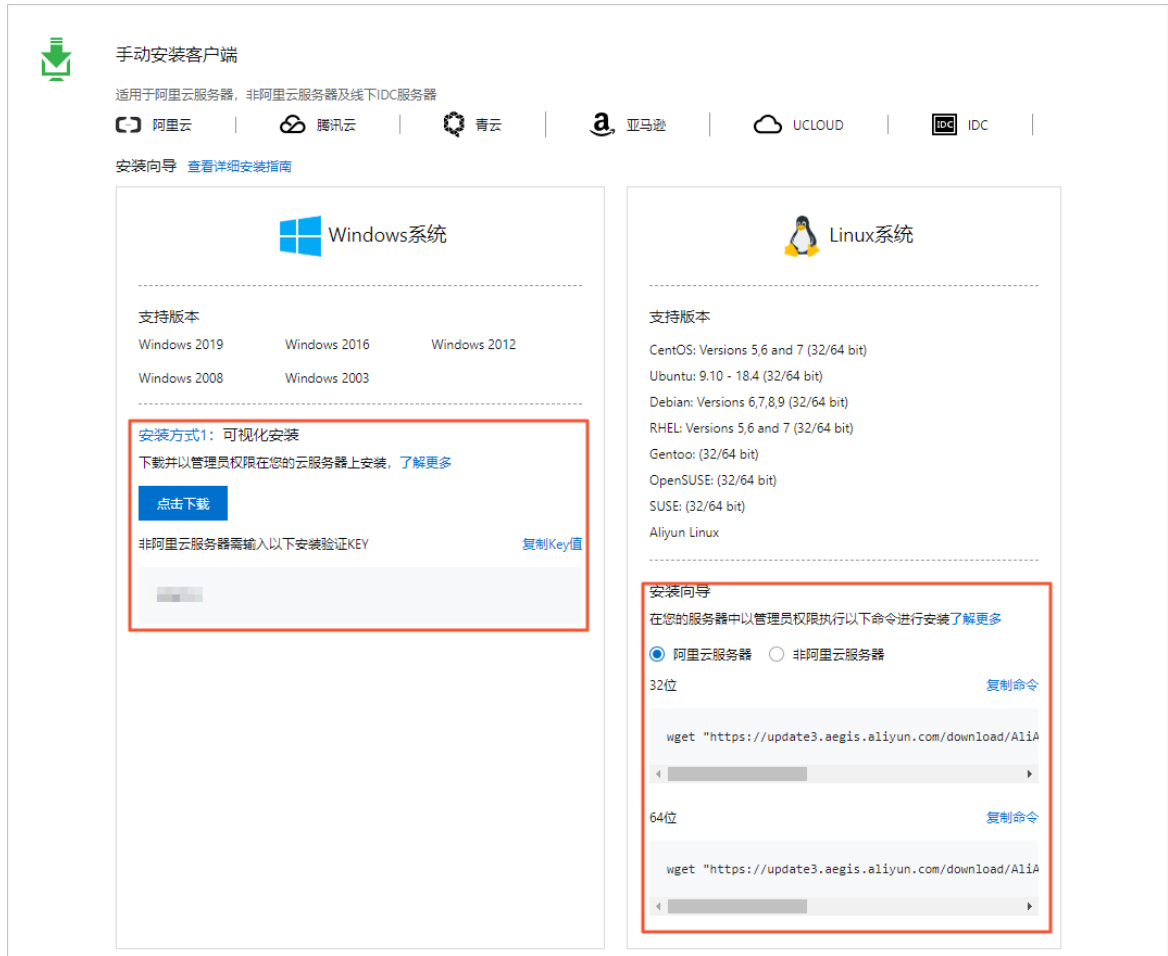 手动安装客户端
适用于阿里云服务器，非阿里云服务器及线下IDC服务器
阿里云 腾讯云 青云 亚马逊 UCLOUD IDC IDC
安装向导 查看详细安装指南
Windows系统
支持版本
Windows 2019 Windows 2016 Windows 2012
Windows 2008 Windows 2003
安装方式1：可视化安装
下载并以管理员权限在您的云服务器上安装，了解更多
点击下载
非阿里云服务器需输入以下安装验证KEY 复制Key值
Linux系统
支持版本
CentOS: Versions 5,6 and 7 (32/64 bit)
Ubuntu: 9.10 - 18.4 (32/64 bit)
Debian: Versions 6,7,8,9 (32/64 bit)
RHEL: Versions 5,6 and 7 (32/64 bit)
Gentoo: (32/64 bit)
OpenSUSE: (32/64 bit)
SUSE: (32/64 bit)
Aliyun Linux
安装向导
在您的服务器中以管理员权限执行以下命令进行安装了解更多
阿里云服务器 非阿里云服务器
32位 复制命令
wget "https://update3.aegis.aliyun.com/download/AliA
64位 复制命令
wget "https://update3.aegis.aliyun.com/download/AliA